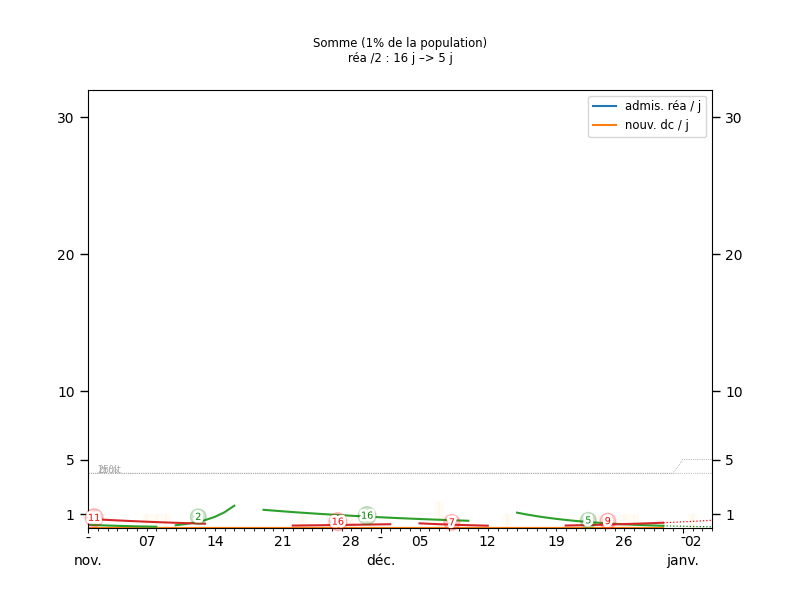 Somme (1% de la population)
réa /2 : 16 j –> 5 j
admis. réa / j
nouv. dc / j
30 30
20 20
10 10
5 5
1 1
11 2 16 16 7 5 9
- 07 14 21 28 - 05 12 19 26 - 02
nov. déc. janv.